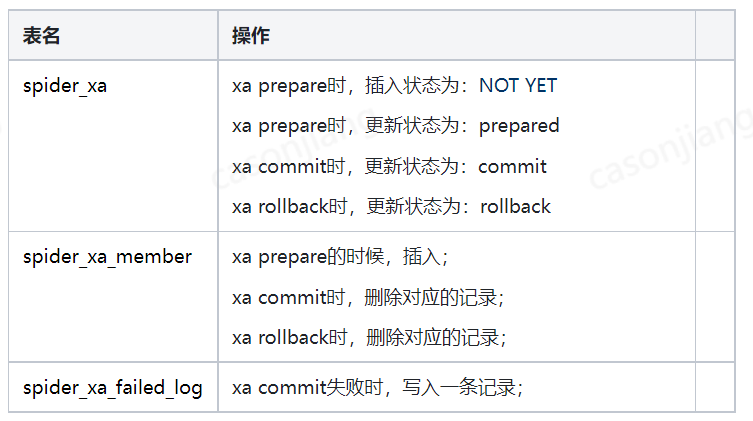 表名 操作
spider_xa xa prepare时，插入状态为：NOT YET
xa prepare时，更新状态为：prepared
xa commit时，更新状态为：commit
xa rollback时，更新状态为：rollback
spider_xa_member xa prepare的时候，插入；
xa commit时，删除对应的记录；
xa rollback时，删除对应的记录；
spider_xa_failed_log xa commit失败时，写入一条记录；
casonjiang
casonjiang